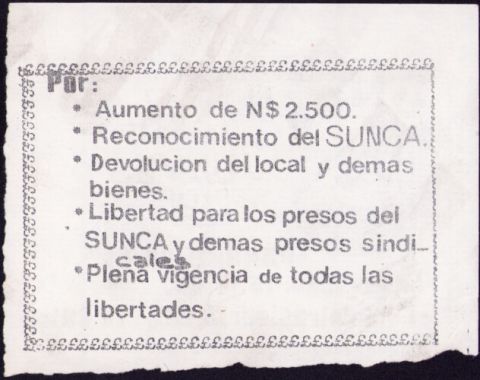 Por:
* Aumento de N$ 2.500.
* Reconocimiento del SUNCA.
* Devolucion del local y demas
bienes.
* Libertad para los presos del
SUNCA y demas presos sindi_
cales
* Plena vigencia de todas las
libertades.